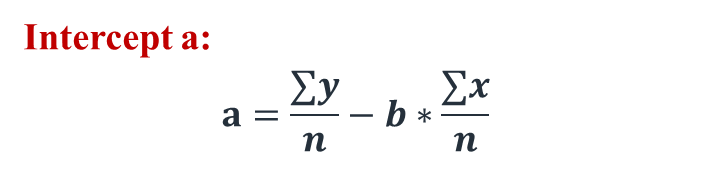 Intercept a:
a = ∑y/n − b * ∑x/n